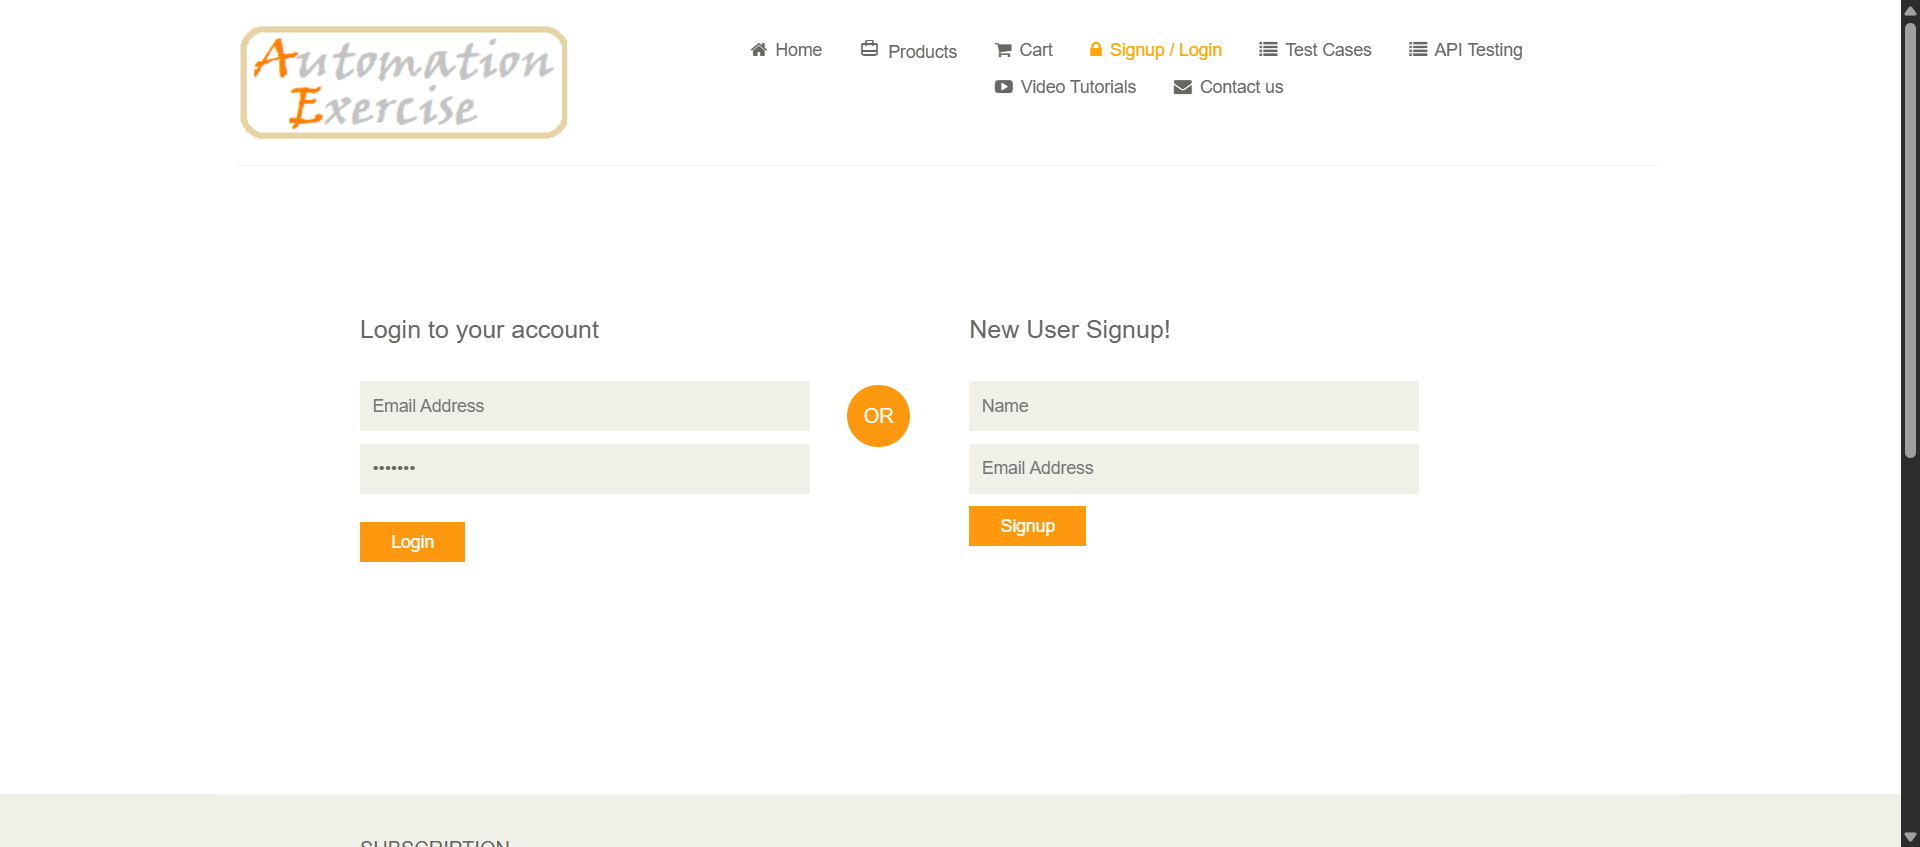 Automation
Exercise
Home
Products
Cart
Signup / Login
Test Cases
API Testing
Video Tutorials
Contact us
Login to your account
New User Signup!
Email Address
OR
Name
•••••••
Email Address
Login
Signup
SUBSCRIPTION